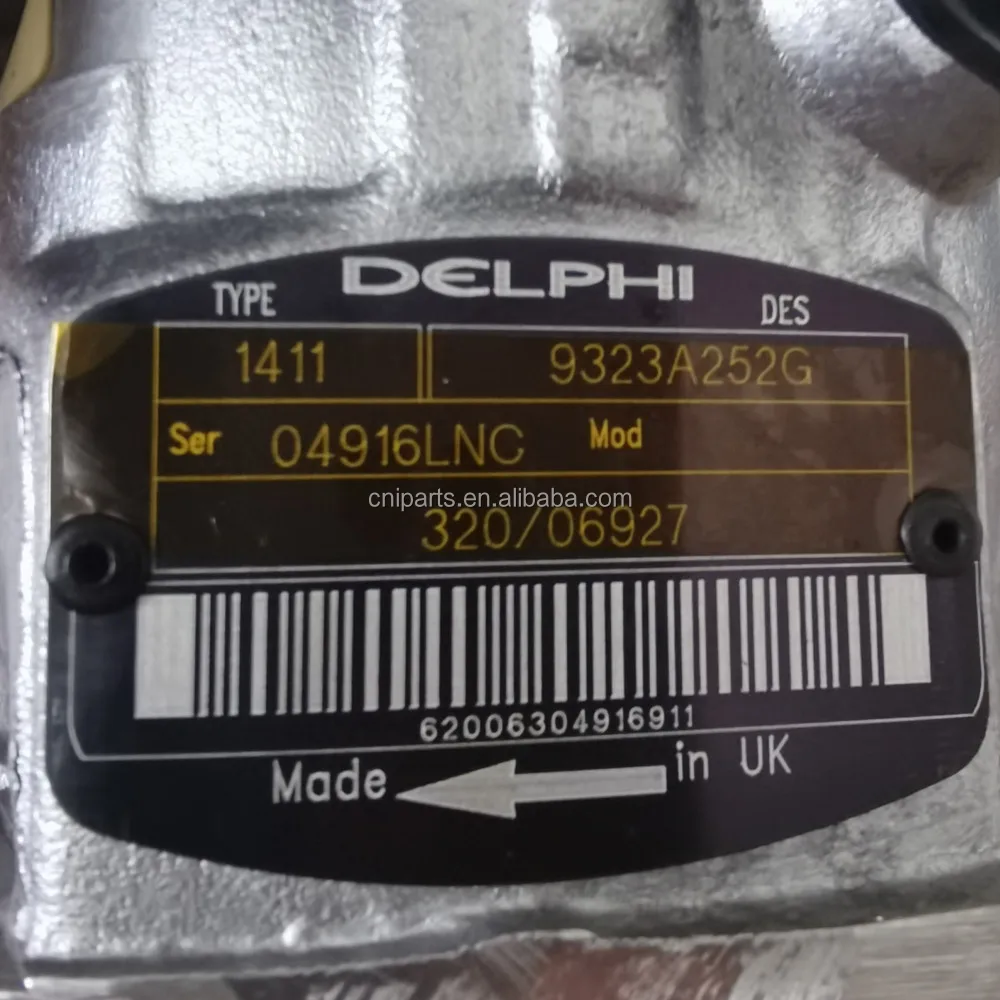 DELPHI
TYPE DES
1411 9323A252G
Ser 04916LNC Mod
cniparts.en.alibaba.com
320/06927
62006304916911
Made in UK